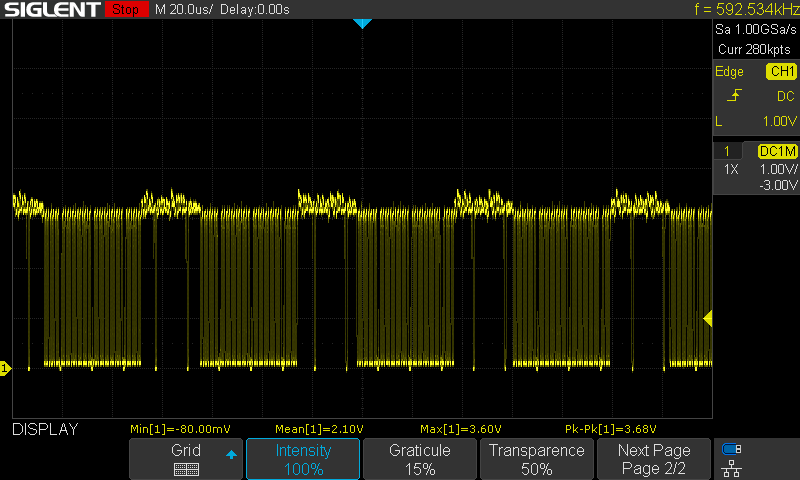 SIGLENT Stop M 20.0us/ Delay:0.00s f = 592.534kHz
Sa 1.00GSa/s
Curr 280kpts
Edge CH1
DC
L 1.00V
1 DC1M
1X 1.00V/
-3.00V
1
DISPLAY Min[1]=-80.00mV Mean[1]=2.10V Max[1]=3.60V Pk-Pk[1]=3.68V
Grid Intensity Graticule Transparence Next Page
100% 15% 50% Page 2/2